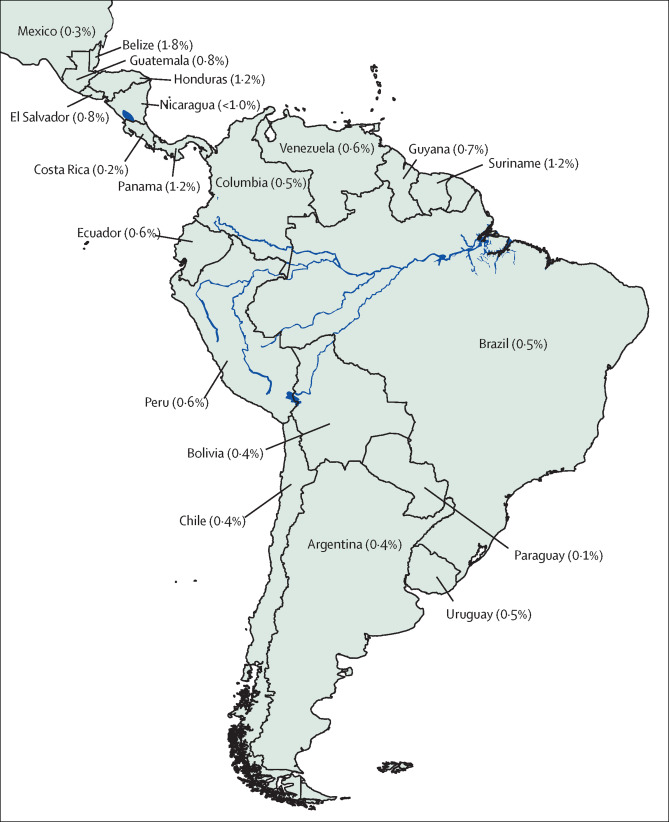 Mexico (0·3%)
Belize (1·8%)
Guatemala (0·8%)
Honduras (1·2%)
Nicaragua (<1·0%)
El Salvador (0·8%)
Costa Rica (0·2%)
Panama (1·2%)
Venezuela (0·6%)
Guyana (0·7%)
Suriname (1·2%)
Columbia (0·5%)
Ecuador (0·6%)
Brazil (0·5%)
Peru (0·6%)
Bolivia (0·4%)
Chile (0·4%)
Argentina (0·4%)
Paraguay (0·1%)
Uruguay (0·5%)